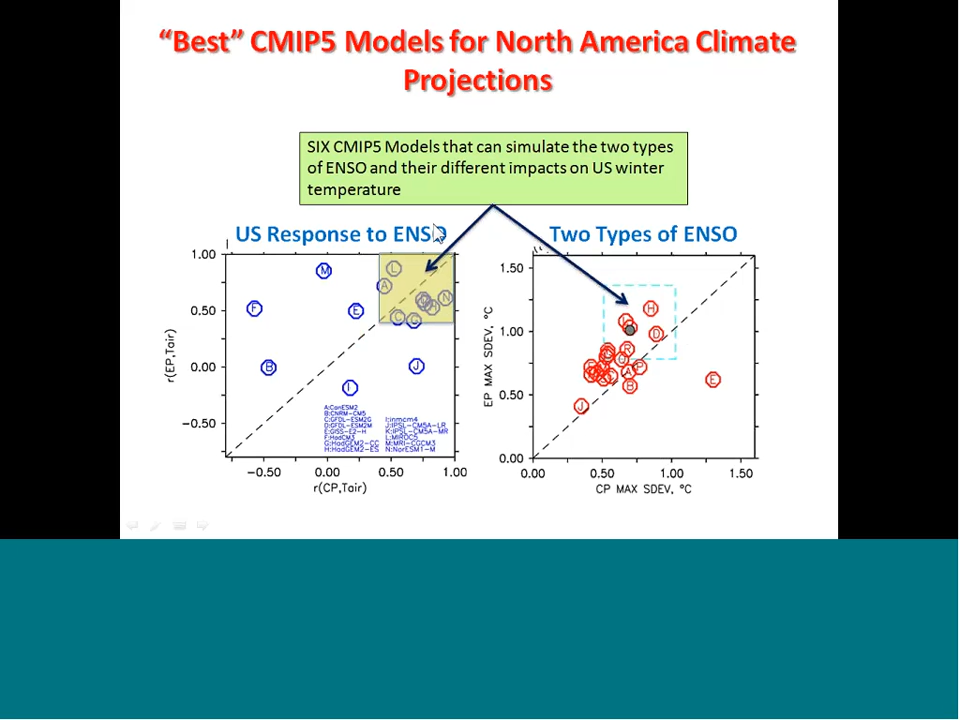 “Best” CMIP5 Models for North America Climate
Projections
SIX CMIP5 Models that can simulate the two types
of ENSO and their different impacts on US winter
temperature
US Response to ENSO
r(EP,Tair)
1.00
0.50
0.00
−0.50
M
L
A
N
F
E
C
G
B
J
I
A:CanESM2
B:CNRM-CM5
C:GFDL-ESM2G
D:GFDL-ESM2M
E:GISS-E2-H
F:HadCM3
G:HadGEM2-CC
H:HadGEM2-ES
I:inmcm4
J:IPSL-CM5A-LR
K:IPSL-CM5A-MR
L:MIROC5
M:MRI-CGCM3
N:NorESM1-M
−0.50 0.00 0.50 1.00
r(CP,Tair)
Two Types of ENSO
EP MAX SDEV, °C
1.50
1.00
0.50
0.00
H
D
R
P
A
B
E
J
0.00 0.50 1.00 1.50
CP MAX SDEV, °C